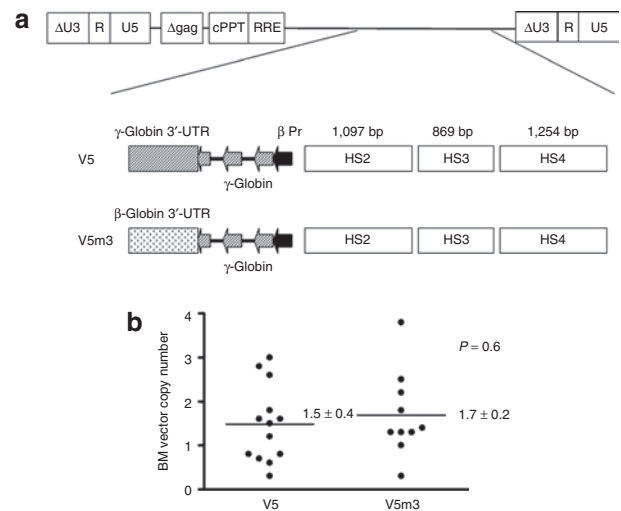 a
ΔU3 R U5 Δgag cPPT RRE ΔU3 R U5
γ-Globin 3′-UTR β Pr 1,097 bp 869 bp 1,254 bp
V5 HS2 HS3 HS4
γ-Globin
β-Globin 3′-UTR
V5m3 HS2 HS3 HS4
γ-Globin
b
BM vector copy number
4
3
2
1
0
P = 0.6
1.5 ± 0.4
1.7 ± 0.2
V5 V5m3